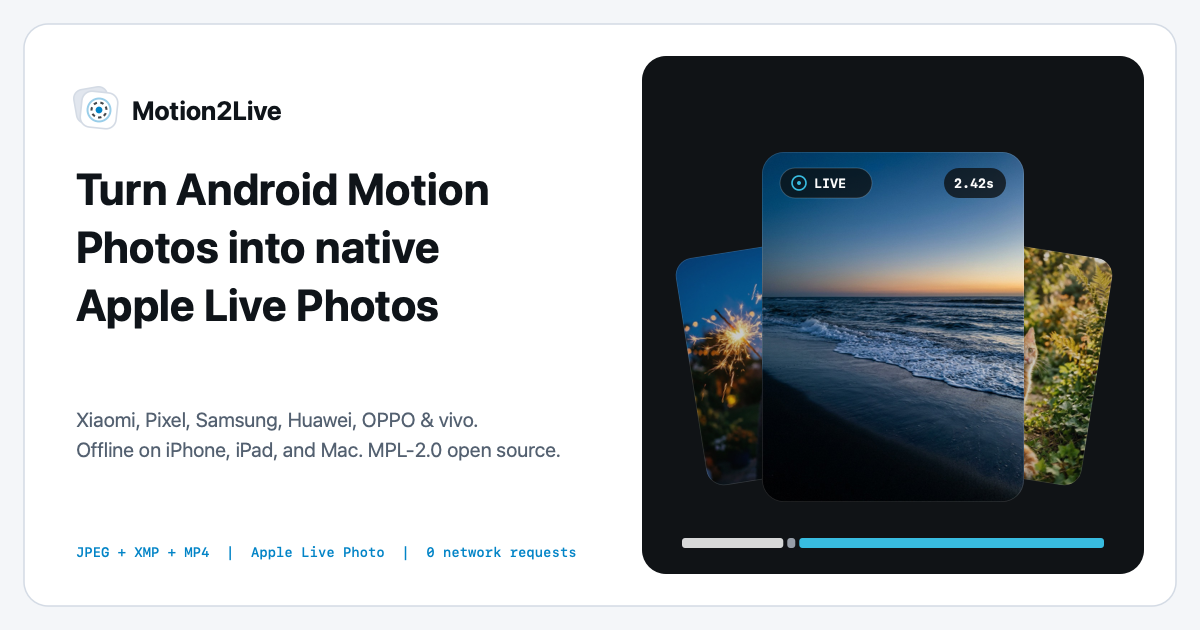 Motion2Live
Turn Android Motion
Photos into native
Apple Live Photos
Xiaomi, Pixel, Samsung, Huawei, OPPO & vivo.
Offline on iPhone, iPad, and Mac. MPL-2.0 open source.
JPEG + XMP + MP4 | Apple Live Photo | 0 network requests
LIVE
2.42s